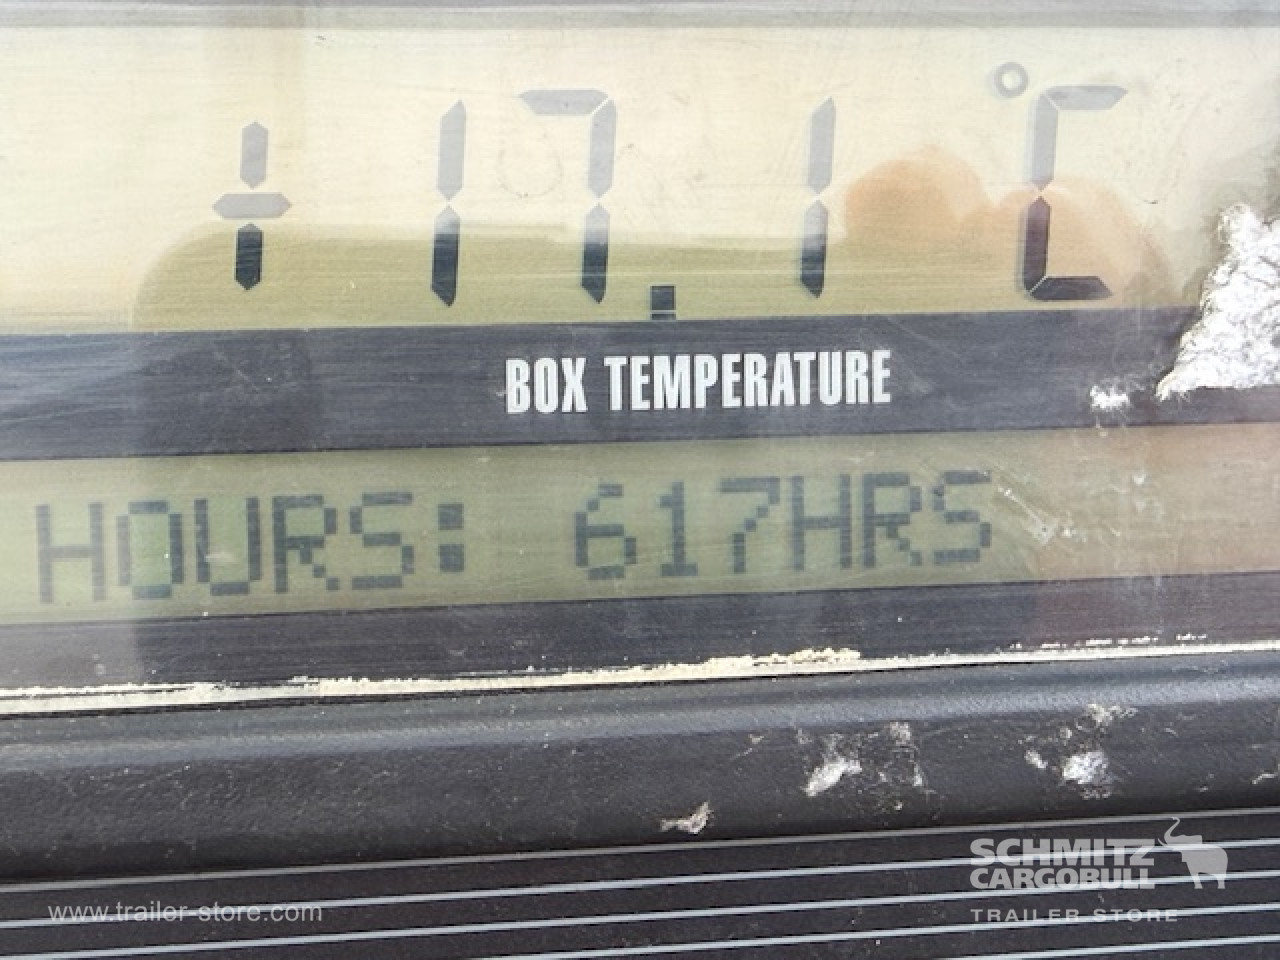 +17.1 °C
BOX TEMPERATURE
HOURS: 617HRS
SCHMITZ
CARGOBULL
www.trailer-store.com
TRAILER STORE